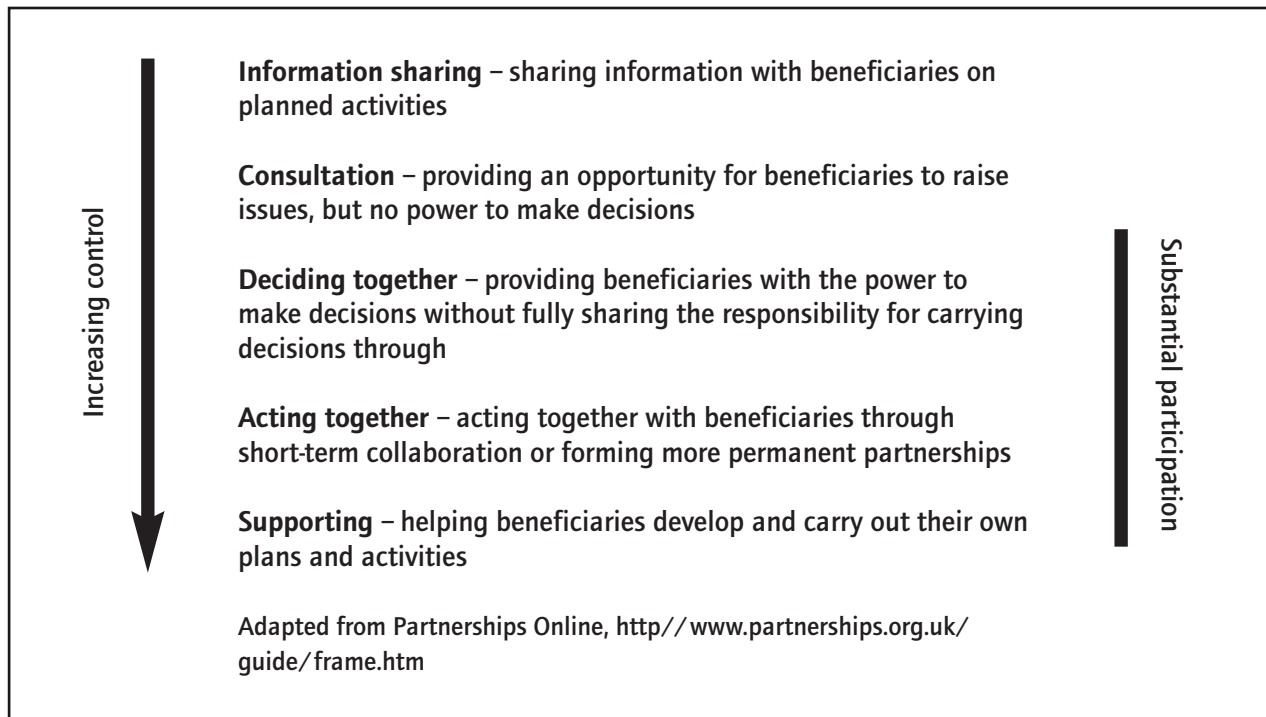 Increasing control
Information sharing – sharing information with beneficiaries on
planned activities
Consultation – providing an opportunity for beneficiaries to raise
issues, but no power to make decisions
Deciding together – providing beneficiaries with the power to
make decisions without fully sharing the responsibility for carrying
decisions through
Acting together – acting together with beneficiaries through
short-term collaboration or forming more permanent partnerships
Supporting – helping beneficiaries develop and carry out their own
plans and activities
Adapted from Partnerships Online, http//www.partnerships.org.uk/
guide/frame.htm
Substantial participation